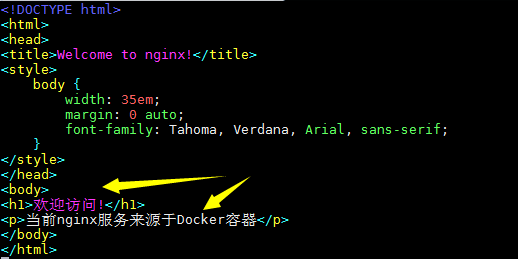 <!DOCTYPE html>
<html>
<head>
<title>Welcome to nginx!</title>
<style>
    body {
        width: 35em;
        margin: 0 auto;
        font-family: Tahoma, Verdana, Arial, sans-serif;
    }
</style>
</head>
<body>
<h1>欢迎访问!</h1>
<p>当前nginx服务来源于Docker容器</p>
</body>
</html>